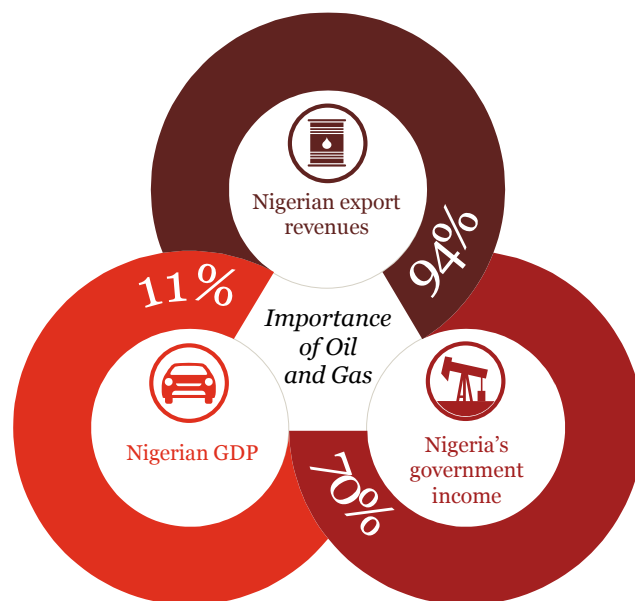 Nigerian export
revenues
94%
11%
Importance
of Oil
and Gas
Nigerian GDP
Nigeria’s
government
income
70%